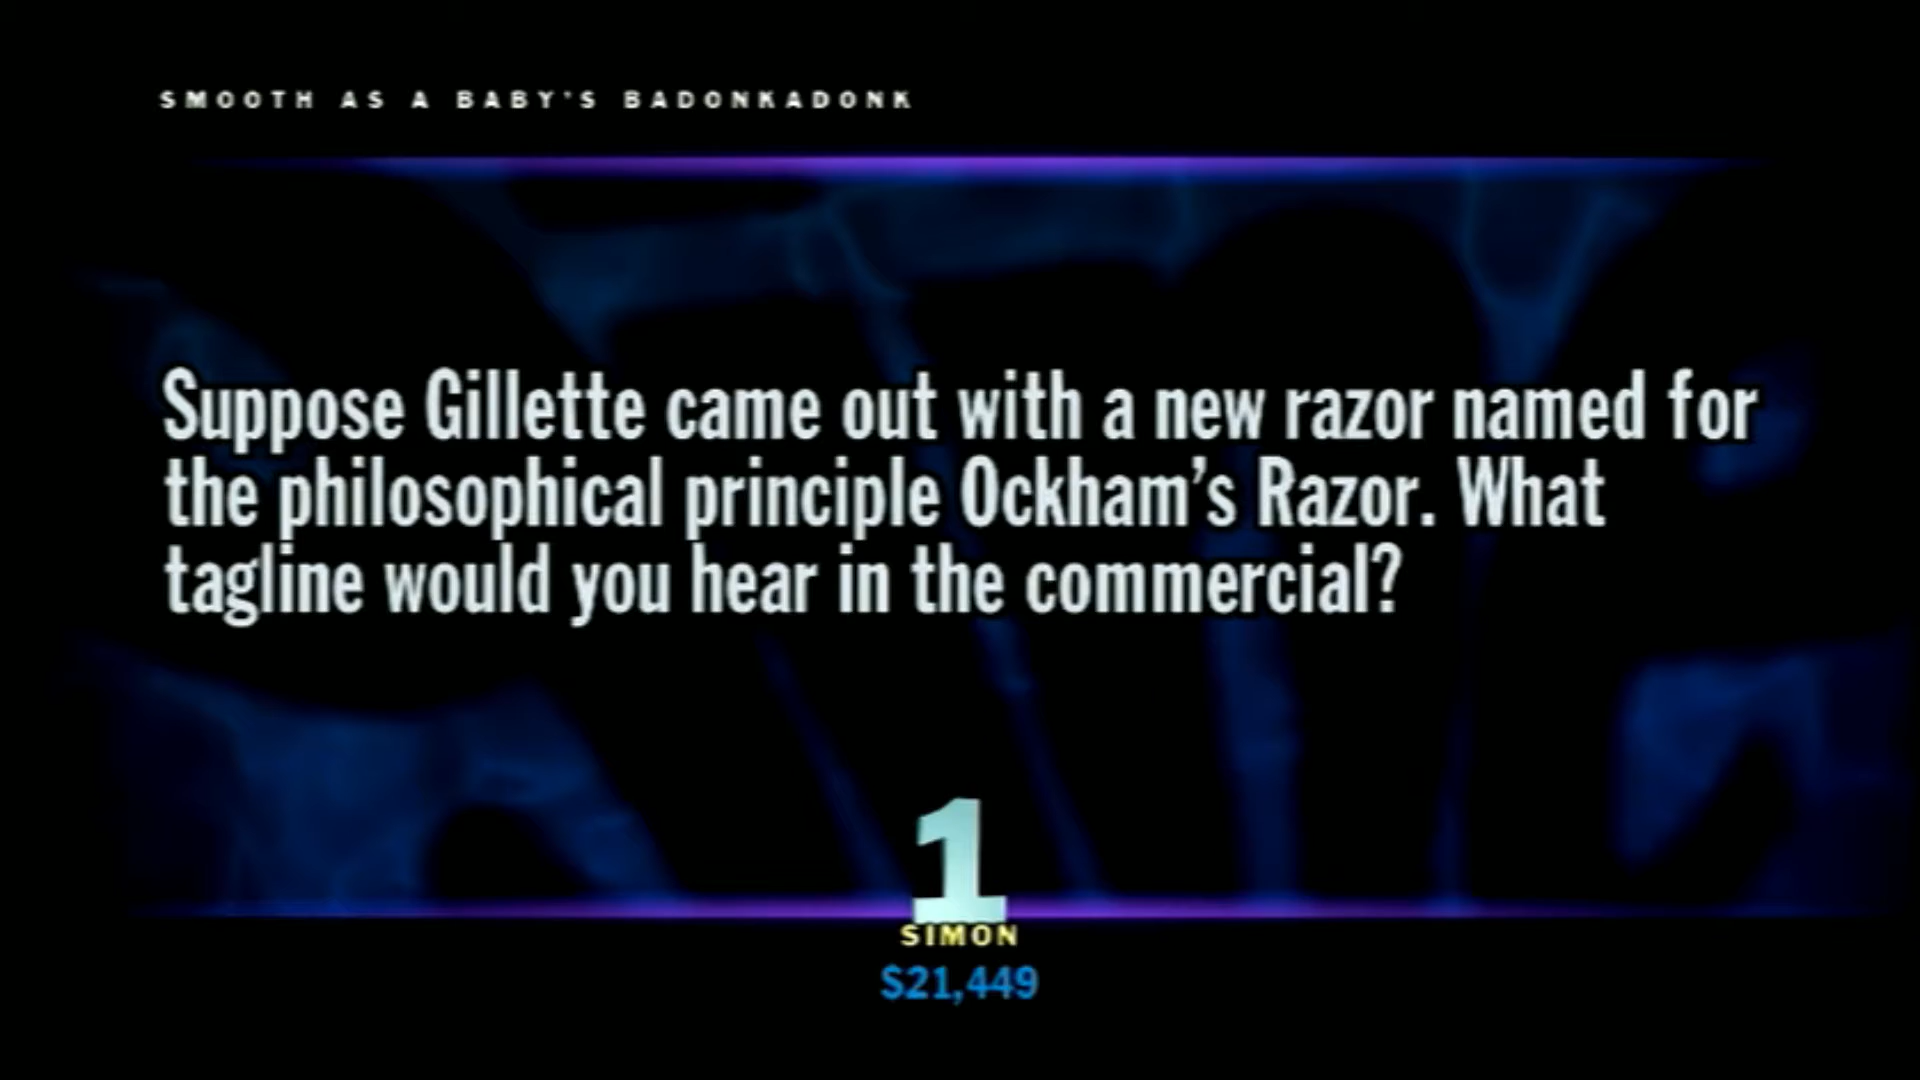 SMOOTH AS A BABY'S BADONKADONK
Suppose Gillette came out with a new razor named for
the philosophical principle Ockham's Razor. What
tagline would you hear in the commercial?
1
SIMON
$21,449